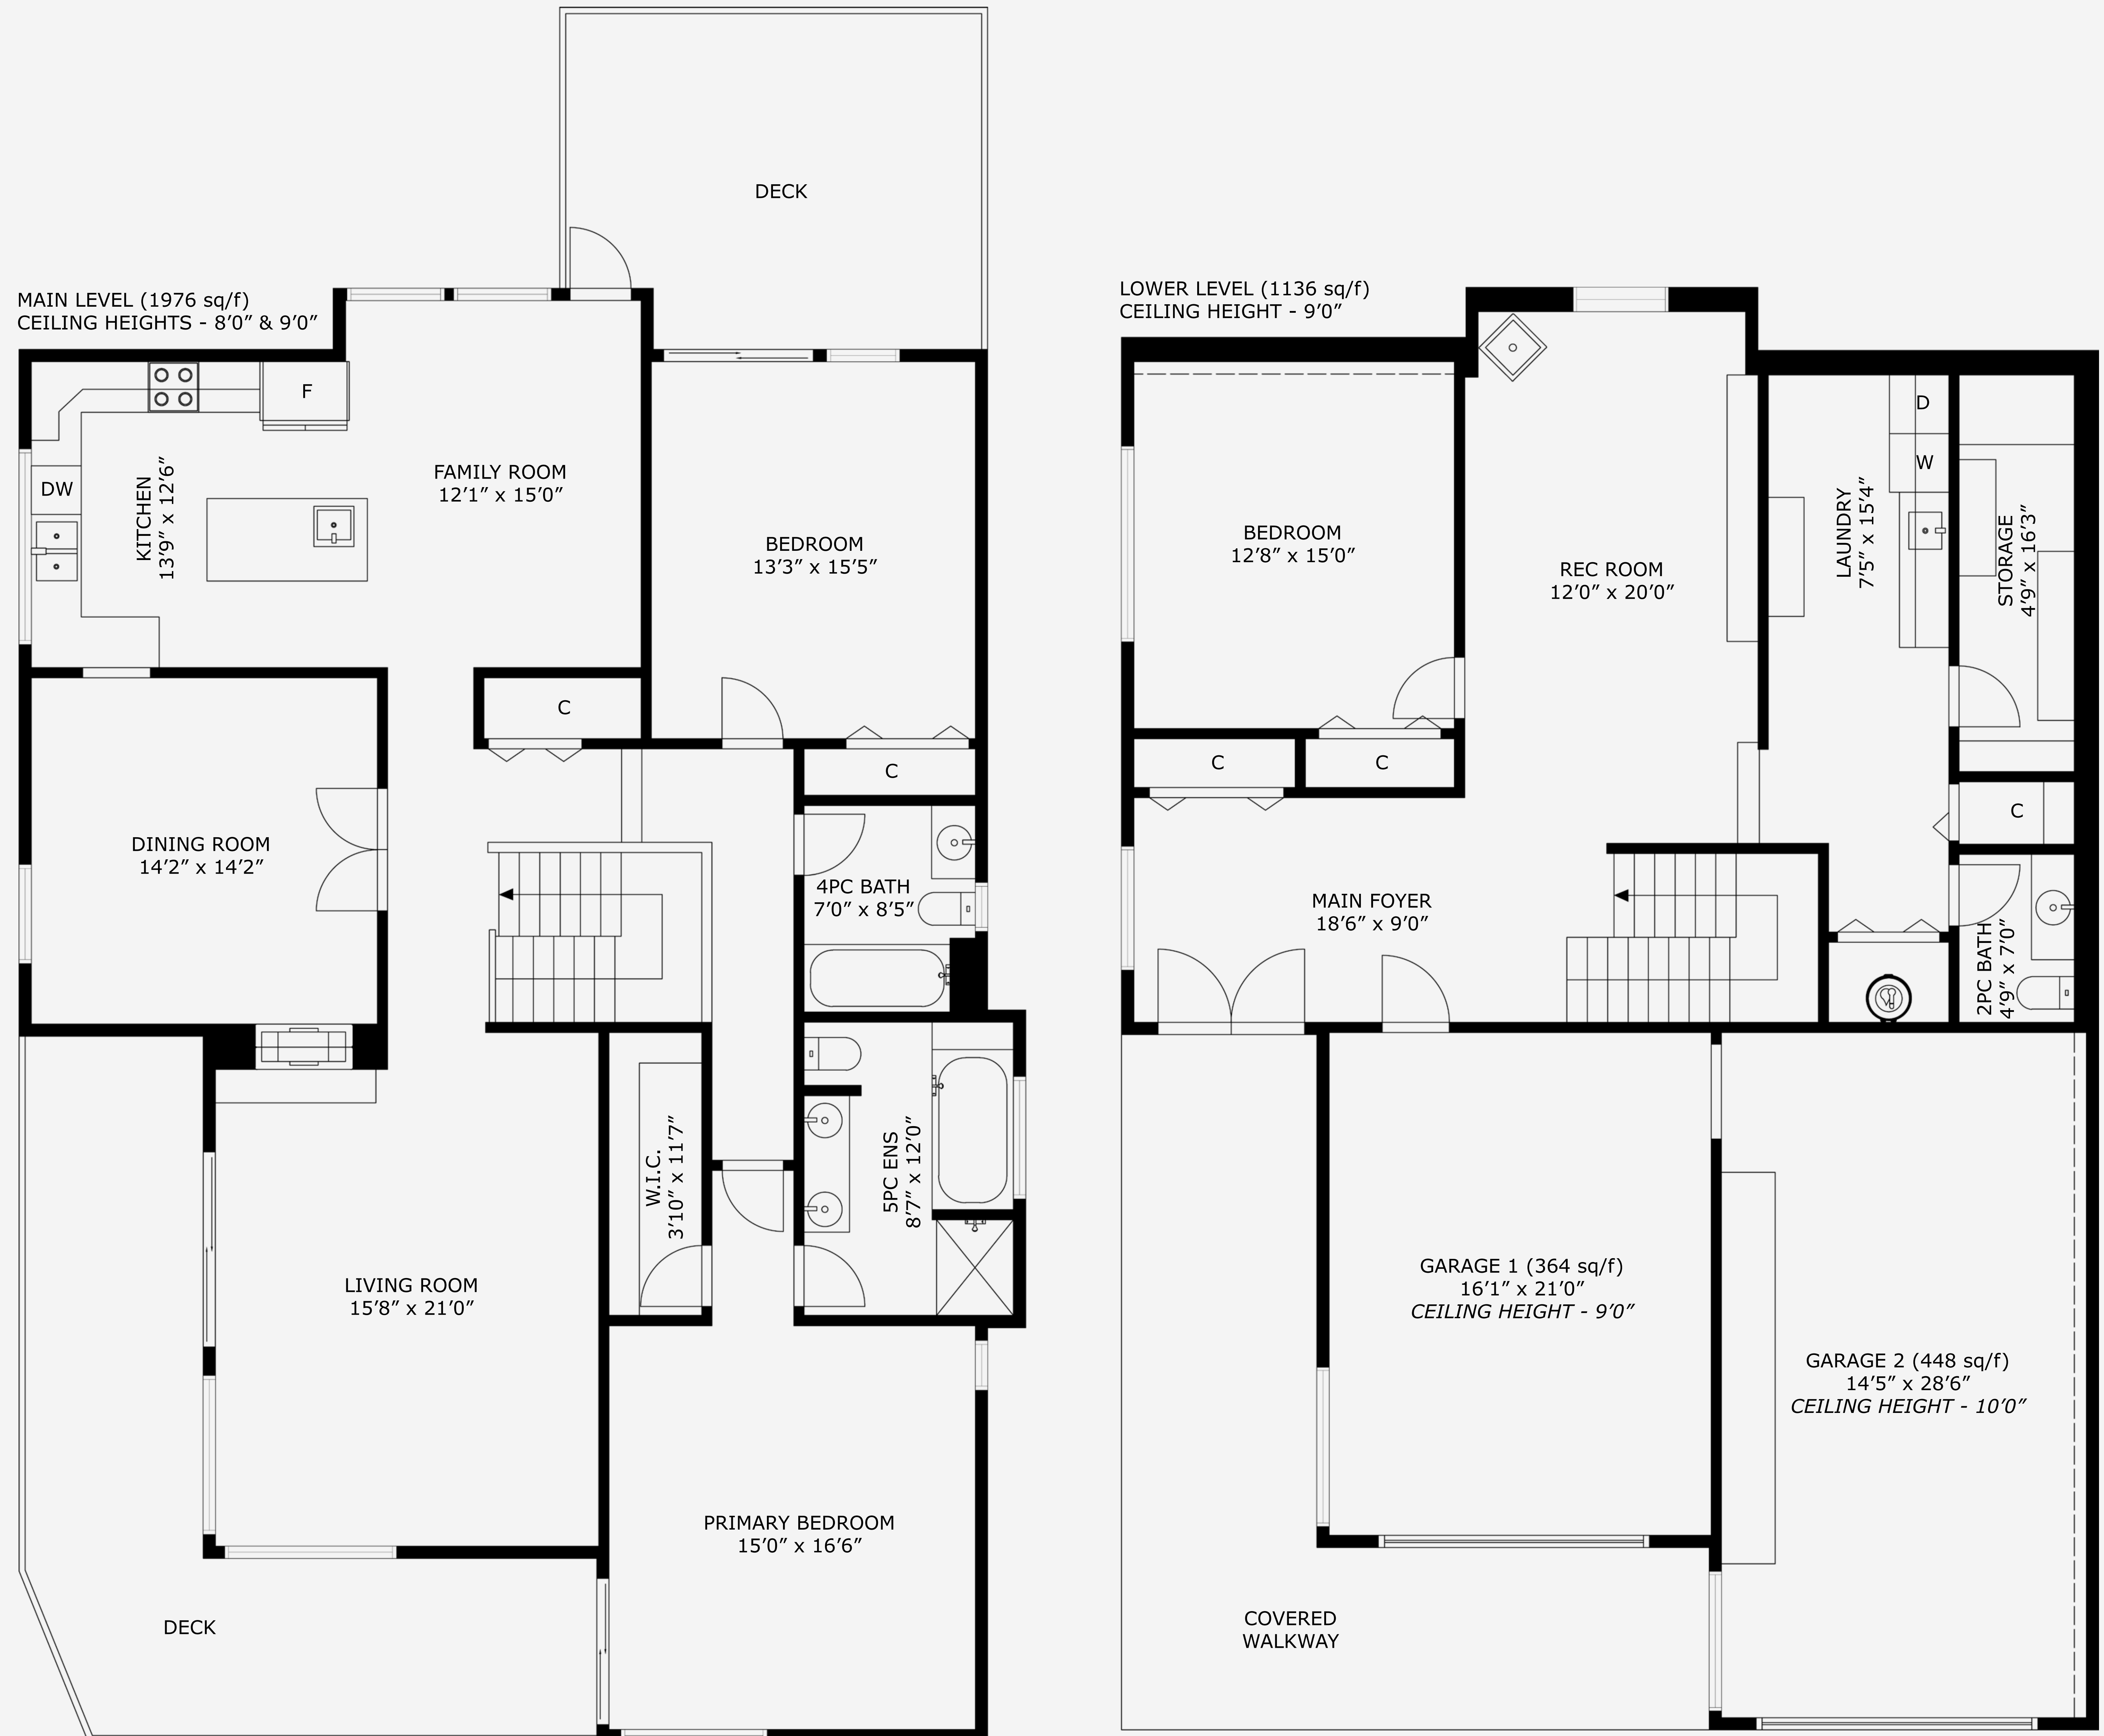 DECK
MAIN LEVEL (1976 sq/f)
CEILING HEIGHTS - 8′0″ & 9′0″
F
DW
KITCHEN
13′9″ x 12′6″
FAMILY ROOM
12′1″ x 15′0″
BEDROOM
13′3″ x 15′5″
C
C
DINING ROOM
14′2″ x 14′2″
4PC BATH
7′0″ x 8′5″
W.I.C.
3′10″ x 11′7″
5PC ENS
8′7″ x 12′0″
LIVING ROOM
15′8″ x 21′0″
PRIMARY BEDROOM
15′0″ x 16′6″
DECK
LOWER LEVEL (1136 sq/f)
CEILING HEIGHT - 9′0″
BEDROOM
12′8″ x 15′0″
REC ROOM
12′0″ x 20′0″
D
W
LAUNDRY
7′5″ x 15′4″
STORAGE
4′9″ x 16′3″
C
C
C
MAIN FOYER
18′6″ x 9′0″
2PC BATH
4′9″ x 7′0″
GARAGE 1 (364 sq/f)
16′1″ x 21′0″
CEILING HEIGHT - 9′0″
GARAGE 2 (448 sq/f)
14′5″ x 28′6″
CEILING HEIGHT - 10′0″
COVERED
WALKWAY